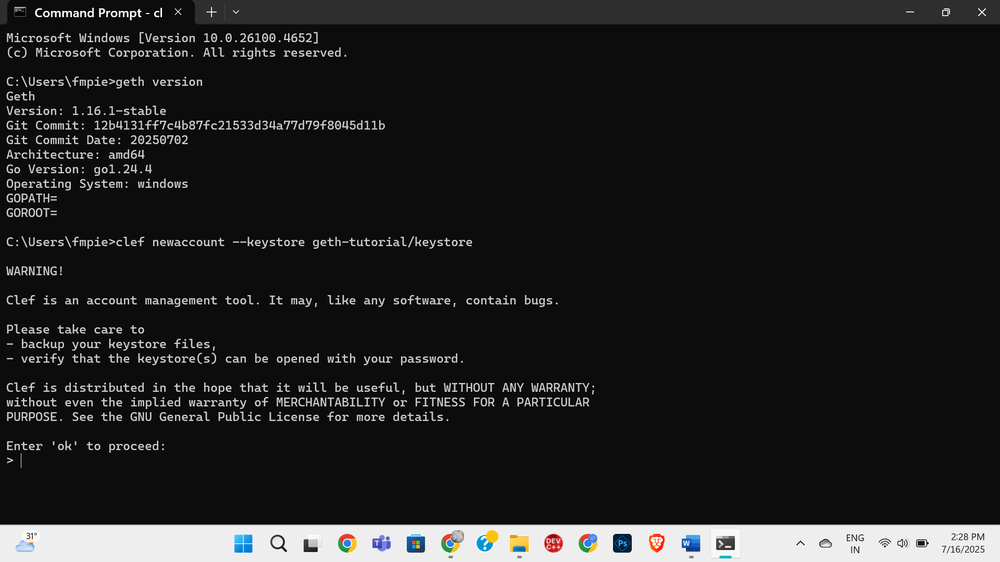 Command Prompt - cl
Microsoft Windows [Version 10.0.26100.4652]
(c) Microsoft Corporation. All rights reserved.
C:\Users\fmpie>geth version
Geth
Version: 1.16.1-stable
Git Commit: 12b4131ff7c4b87fc21533d34a77d79f8045d11b
Git Commit Date: 20250702
Architecture: amd64
Go Version: go1.24.4
Operating System: windows
GOPATH=
GOROOT=
C:\Users\fmpie>clef newaccount --keystore geth-tutorial/keystore
WARNING!
Clef is an account management tool. It may, like any software, contain bugs.
Please take care to
- backup your keystore files,
- verify that the keystore(s) can be opened with your password.
Clef is distributed in the hope that it will be useful, but WITHOUT ANY WARRANTY;
without even the implied warranty of MERCHANTABILITY or FITNESS FOR A PARTICULAR
PURPOSE. See the GNU General Public License for more details.
Enter 'ok' to proceed:
>
31°
T
?
DEV
C++
Ps
W
ENG
IN
2:28 PM
7/16/2025